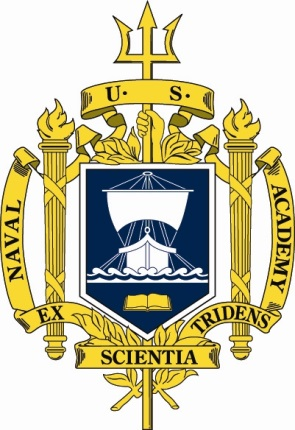 U. S.
NAVAL ACADEMY
EX SCIENTIA TRIDENS